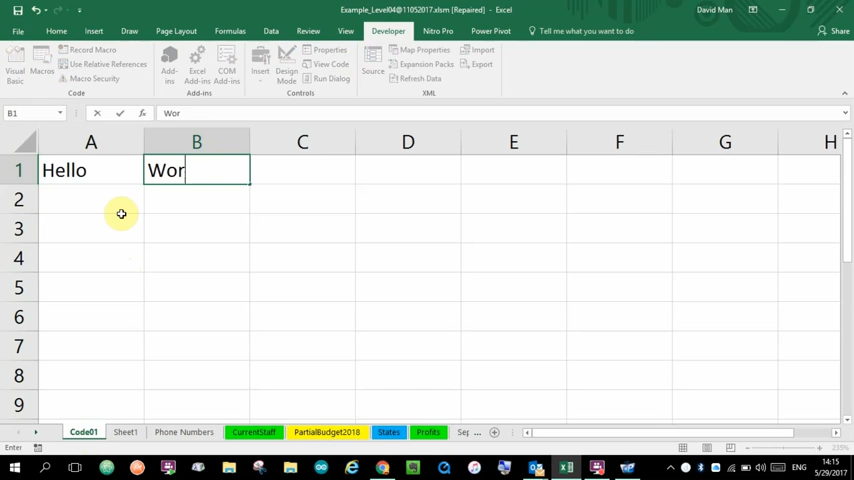 Example_Level04@11052017.xlsm [Repaired] - Excel
David Man
File Home Insert Draw Page Layout Formulas Data Review View Developer Nitro Pro Power Pivot Tell me what you want to do Share
Visual Basic
Macros
Record Macro
Use Relative References
Macro Security
Code
Add-ins
Excel Add-ins
COM Add-ins
Add-ins
Insert
Design Mode
Properties
View Code
Run Dialog
Controls
Source
Map Properties
Expansion Packs
Refresh Data
Import
Export
XML
B1 fx Wor
A B C D E F G H
1 Hello Wor
2
3
4
5
6
7
8
9
Code01 Sheet1 Phone Numbers CurrentStaff PartialBudget2018 States Profits Sep ...
Enter 235%
ENG 14:15
5/29/2017